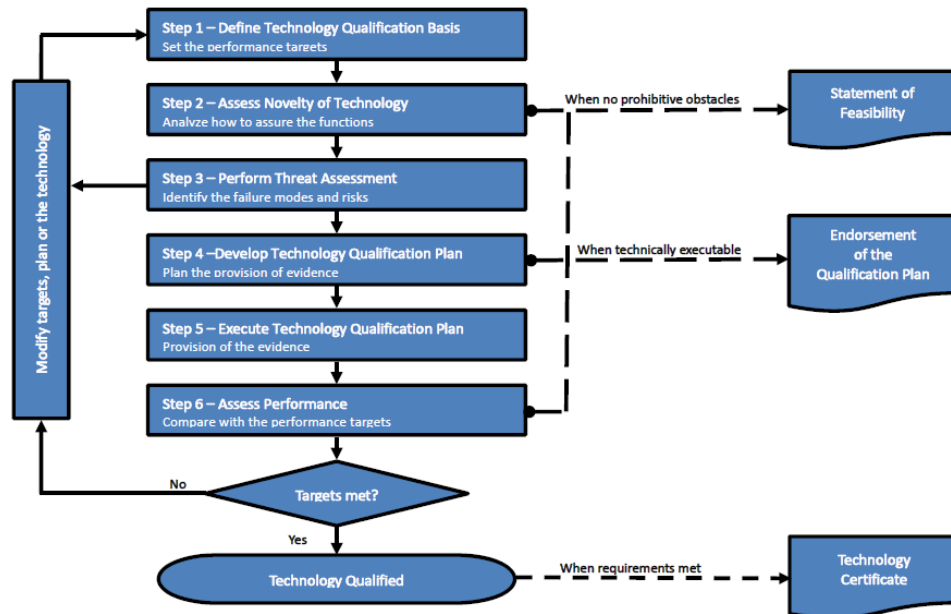 Step 1 – Define Technology Qualification Basis
Set the performance targets
Step 2 – Assess Novelty of Technology
Analyze how to assure the functions
When no prohibitive obstacles
Statement of
Feasibility
Modify targets, plan or the technology
Step 3 – Perform Threat Assessment
Identify the failure modes and risks
Step 4 –Develop Technology Qualification Plan
Plan the provision of evidence
When technically executable
Endorsement
of the
Qualification Plan
Step 5 – Execute Technology Qualification Plan
Provision of the evidence
Step 6 – Assess Performance
Compare with the performance targets
No
Targets met?
Yes
Technology Qualified
When requirements met
Technology
Certificate